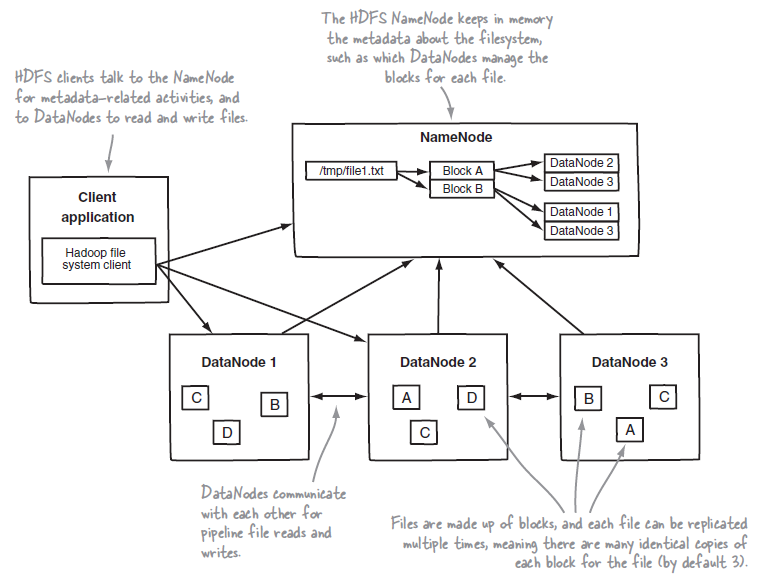 The HDFS NameNode keeps in memory
the metadata about the filesystem,
such as which DataNodes manage the
blocks for each file.
HDFS clients talk to the NameNode
for metadata-related activities, and
to DataNodes to read and write files.
NameNode
/tmp/file1.txt
Block A
Block B
DataNode 2
DataNode 3
DataNode 1
DataNode 3
Client
application
Hadoop file
system client
DataNode 1
C
B
D
DataNode 2
A
D
C
DataNode 3
B
C
A
DataNodes communicate
with each other for
pipeline file reads and
writes.
Files are made up of blocks, and each file can be replicated
multiple times, meaning there are many identical copies of
each block for the file (by default 3).